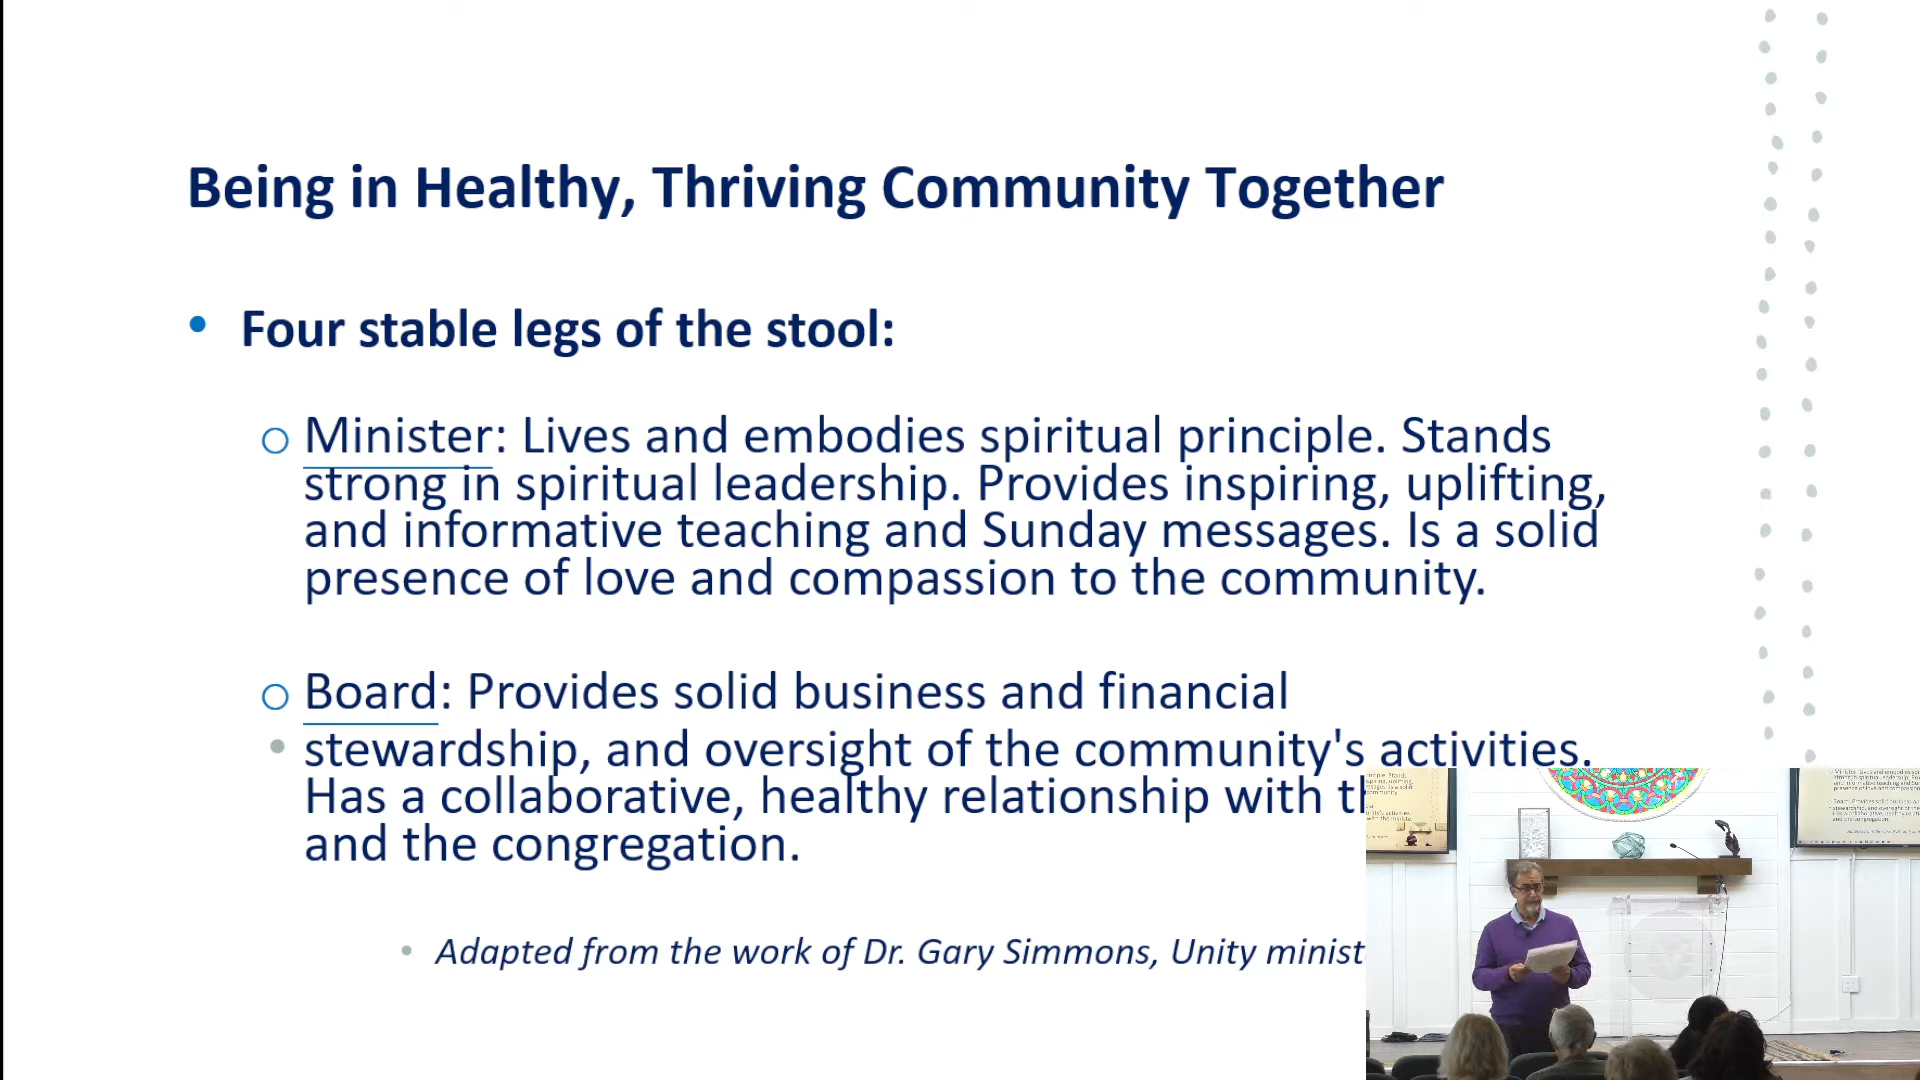 Being in Healthy, Thriving Community Together
• Four stable legs of the stool:
o Minister: Lives and embodies spiritual principle. Stands
strong in spiritual leadership. Provides inspiring, uplifting,
and informative teaching and Sunday messages. Is a solid
presence of love and compassion to the community.
o Board: Provides solid business and financial
• stewardship, and oversight of the community's activities.
Has a collaborative, healthy relationship with
and the congregation.
• Adapted from the work of Dr. Gary Simmons, Unity